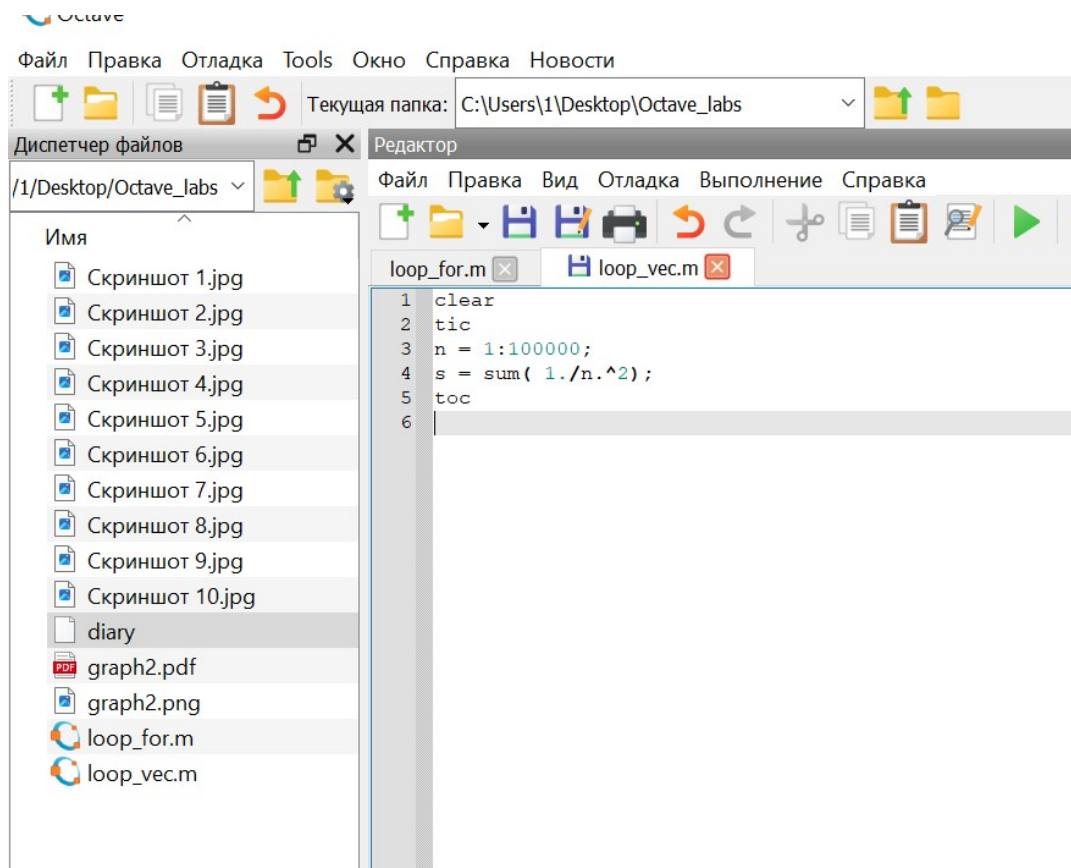 Octave
Файл Правка Отладка Tools Окно Справка Новости
Текущая папка: C:\Users\1\Desktop\Octave_labs
Диспетчер файлов
/1/Desktop/Octave_labs
Имя
Скриншот 1.jpg
Скриншот 2.jpg
Скриншот 3.jpg
Скриншот 4.jpg
Скриншот 5.jpg
Скриншот 6.jpg
Скриншот 7.jpg
Скриншот 8.jpg
Скриншот 9.jpg
Скриншот 10.jpg
diary
PDF graph2.pdf
graph2.png
loop_for.m
loop_vec.m
Редактор
Файл Правка Вид Отладка Выполнение Справка
loop_for.m loop_vec.m
1 clear
2 tic
3 n = 1:100000;
4 s = sum( 1./n.^2);
5 toc
6